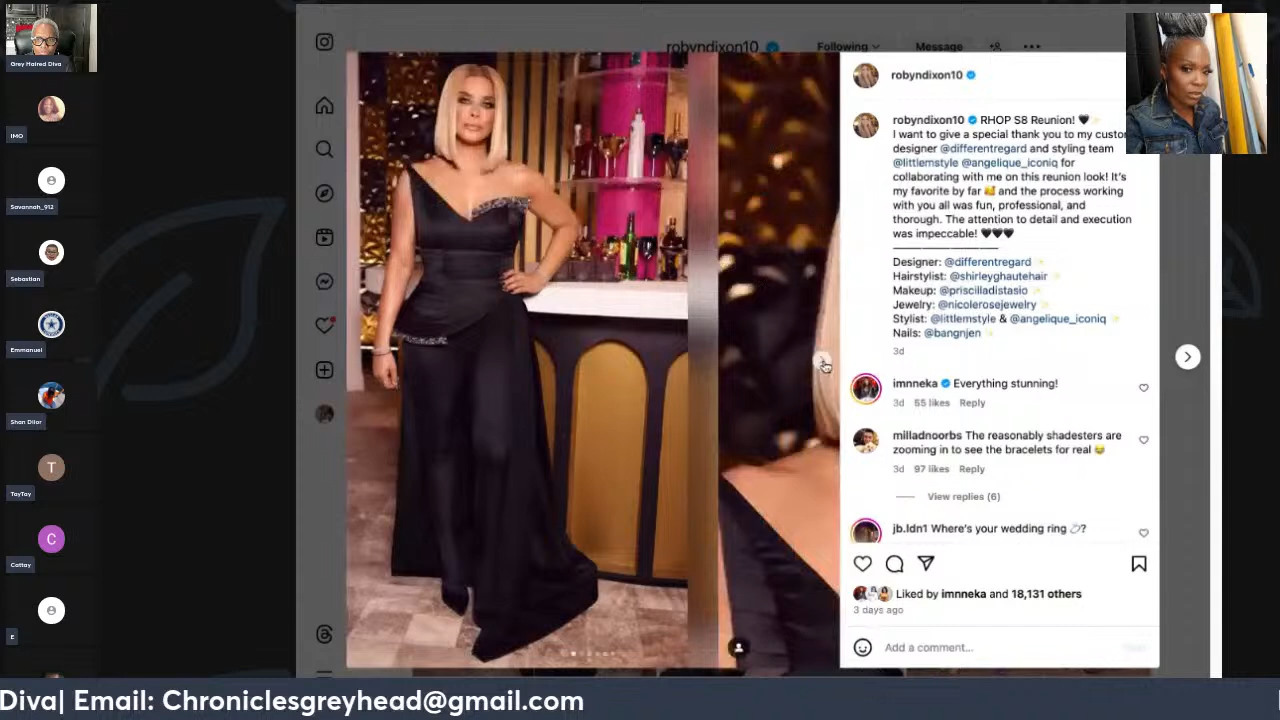 Grey Haired Diva
IMO
Savannah_912
Sebastian
Emmanuel
Shan Dilor
T
TayTay
C
Cattay
E
robyndixon10
Following
Message
robyndixon10
robyndixon10 RHOP S8 Reunion! 🖤✨
I want to give a special thank you to my custo
designer @differentregard and styling team
@littlemstyle @angelique_iconiq for
collaborating with me on this reunion look! It's
my favorite by far 🥰 and the process working
with you all was fun, professional, and
thorough. The attention to detail and execution
was impeccable! 🖤🖤🖤
Designer: @differentregard ✨
Hairstylist: @shirleyghautehair ✨
Makeup: @priscilladistasio ✨
Jewelry: @nicolerosejewelry ✨
Stylist: @littlemstyle & @angelique_iconiq ✨
Nails: @bangnjen ✨
3d
imnneka Everything stunning!
3d 55 likes Reply
milladnoorbs The reasonably shadesters are
zooming in to see the bracelets for real 😂
3d 97 likes Reply
View replies (6)
jb.ldn1 Where's your wedding ring 💍?
Liked by imnneka and 18,131 others
3 days ago
Add a comment...
Diva| Email: Chroniclesgreyhead@gmail.com